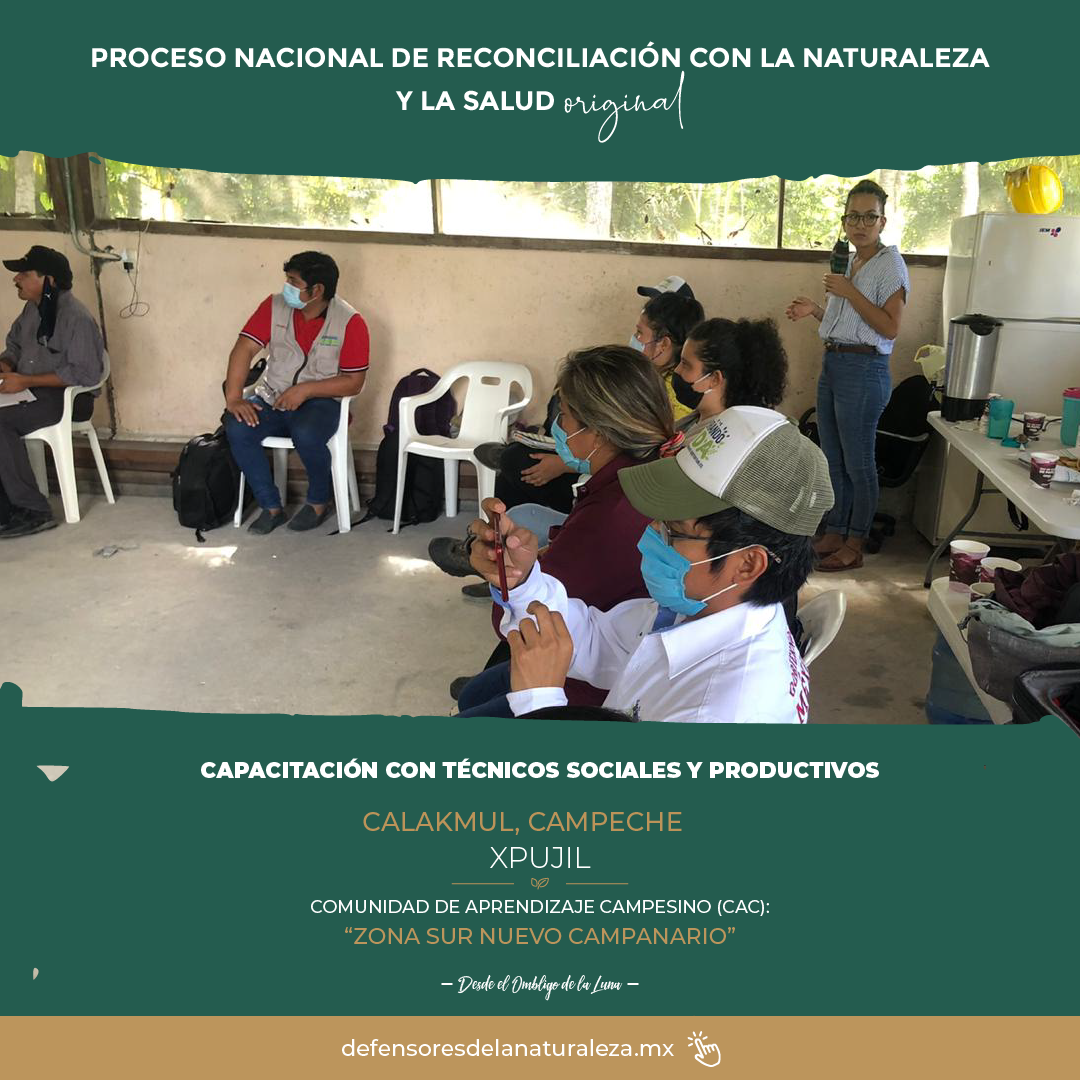 PROCESO NACIONAL DE RECONCILIACIÓN CON LA NATURALEZA
Y LA SALUD original
CAPACITACIÓN CON TÉCNICOS SOCIALES Y PRODUCTIVOS
CALAKMUL, CAMPECHE
XPUJIL
COMUNIDAD DE APRENDIZAJE CAMPESINO (CAC):
“ZONA SUR NUEVO CAMPANARIO”
— Desde el Ombligo de la Luna —
defensoresdelanaturaleza.mx